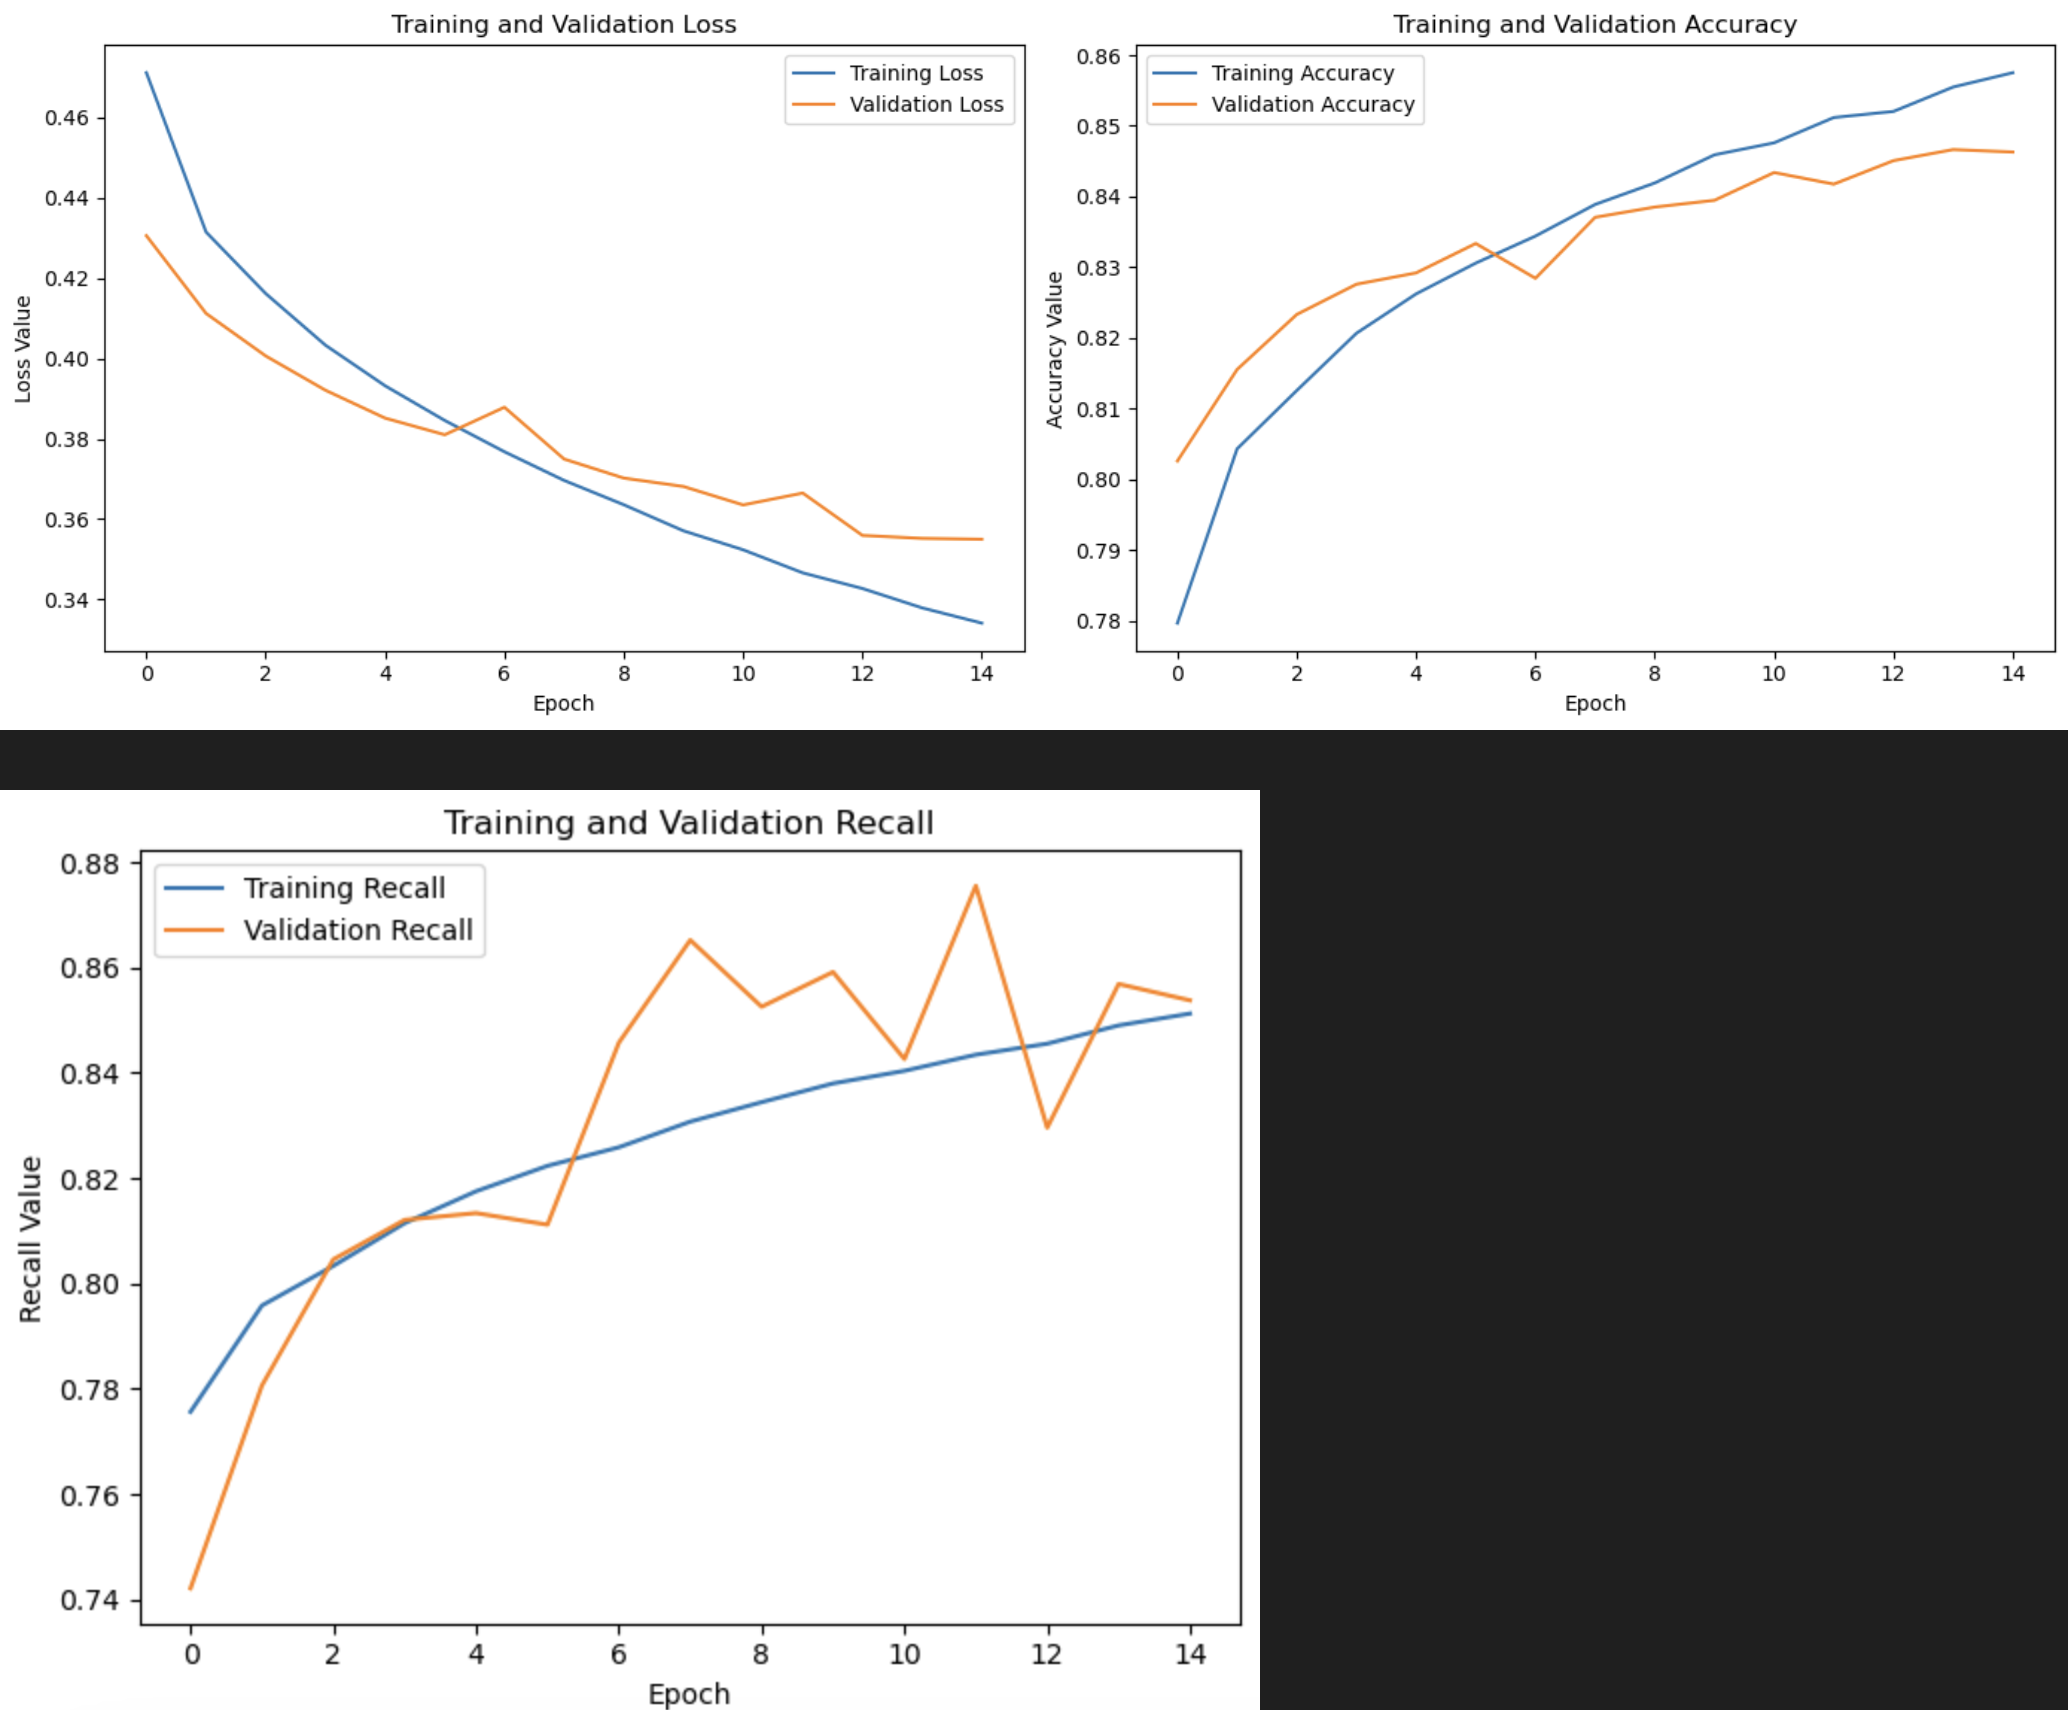 Training and Validation Loss
Training Loss
Validation Loss
0.46
0.44
0.42
0.40
0.38
0.36
0.34
Loss Value
0 2 4 6 8 10 12 14
Epoch
Training and Validation Accuracy
Training Accuracy
Validation Accuracy
0.86
0.85
0.84
0.83
0.82
0.81
0.80
0.79
0.78
Accuracy Value
0 2 4 6 8 10 12 14
Epoch
Training and Validation Recall
Training Recall
Validation Recall
0.88
0.86
0.84
0.82
0.80
0.78
0.76
0.74
Recall Value
0 2 4 6 8 10 12 14
Epoch